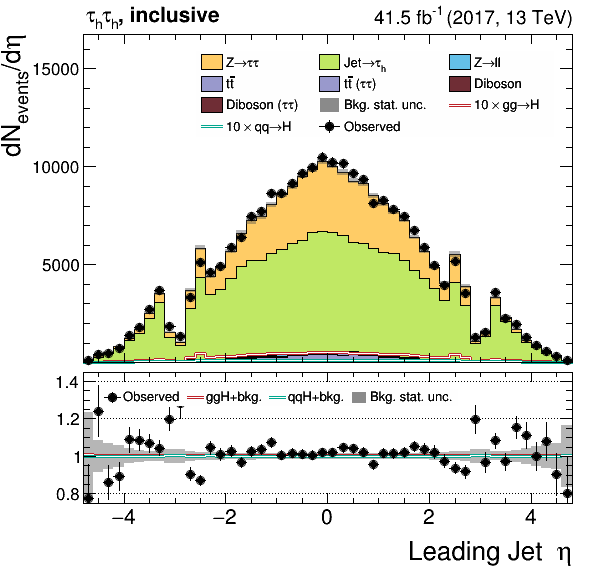 τhτh, inclusive 41.5 fb⁻¹ (2017, 13 TeV)
dNevents/dη
15000
10000
5000
Z→ττ Jet→τh Z→ll
tt̄ tt̄ (ττ) Diboson
Diboson (ττ) Bkg. stat. unc. 10 × gg→H
10 × qq→H Observed
1.4
1.2
1
0.8
Observed ggH+bkg. qqH+bkg. Bkg. stat. unc.
−4 −2 0 2 4
Leading Jet η